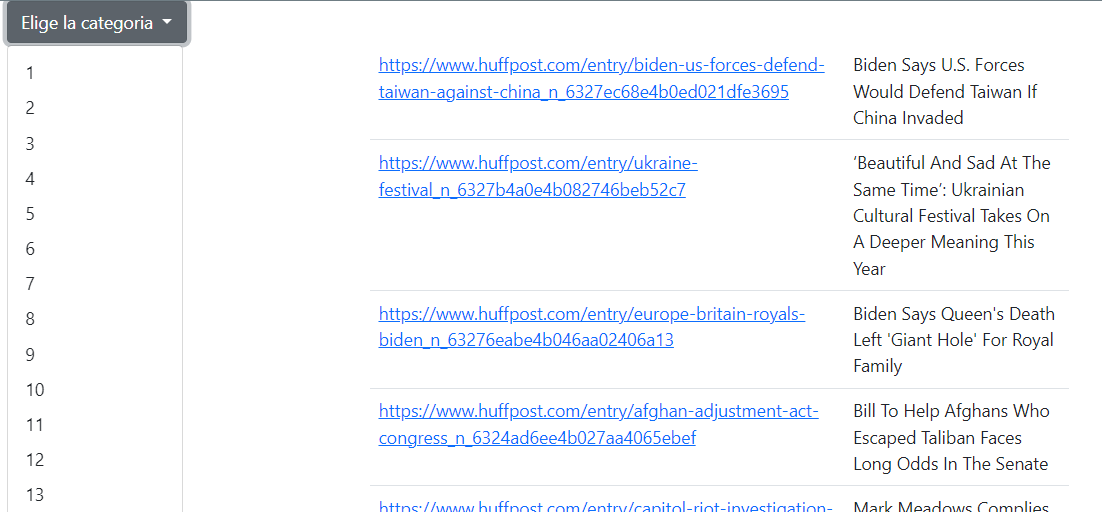 Elige la categoria
1
2
3
4
5
6
7
8
9
10
11
12
13
https://www.huffpost.com/entry/biden-us-forces-defend-
taiwan-against-china_n_6327ec68e4b0ed021dfe3695
Biden Says U.S. Forces
Would Defend Taiwan If
China Invaded
https://www.huffpost.com/entry/ukraine-
festival_n_6327b4a0e4b082746beb52c7
‘Beautiful And Sad At The
Same Time’: Ukrainian
Cultural Festival Takes On
A Deeper Meaning This
Year
https://www.huffpost.com/entry/europe-britain-royals-
biden_n_63276eabe4b046aa02406a13
Biden Says Queen's Death
Left 'Giant Hole' For Royal
Family
https://www.huffpost.com/entry/afghan-adjustment-act-
congress_n_6324ad6ee4b027aa4065ebef
Bill To Help Afghans Who
Escaped Taliban Faces
Long Odds In The Senate
https://www.huffpost.com/entry/capitol-riot-investigation-
Mark Meadows Complies